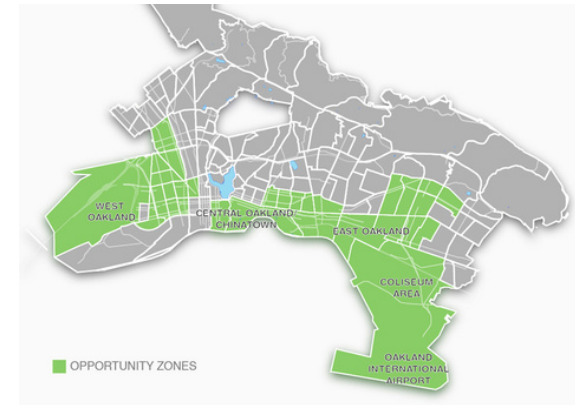 WEST
OAKLAND
CENTRAL OAKLAND
CHINATOWN
EAST OAKLAND
COLISEUM
AREA
OAKLAND
INTERNATIONAL
AIRPORT
OPPORTUNITY ZONES